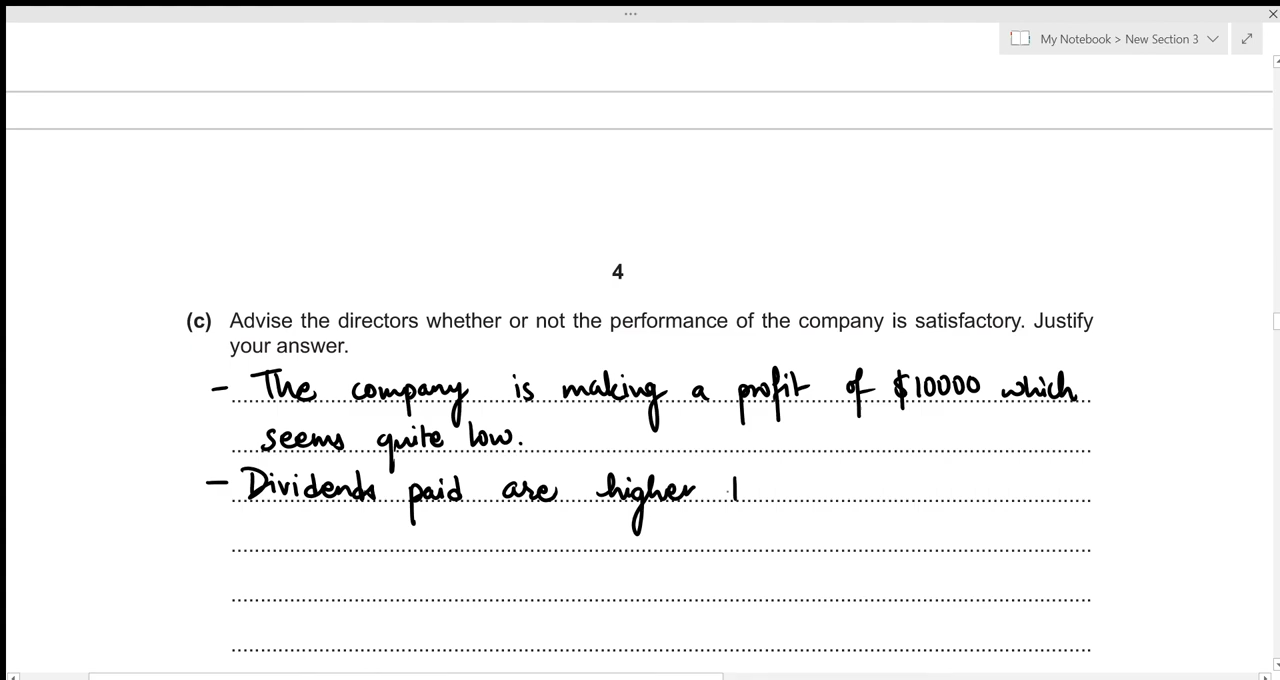 My Notebook > New Section 3
4
(c) Advise the directors whether or not the performance of the company is satisfactory. Justify
your answer.
- The company is making a profit of $10000 which
seems quite low.
- Dividends paid are higher